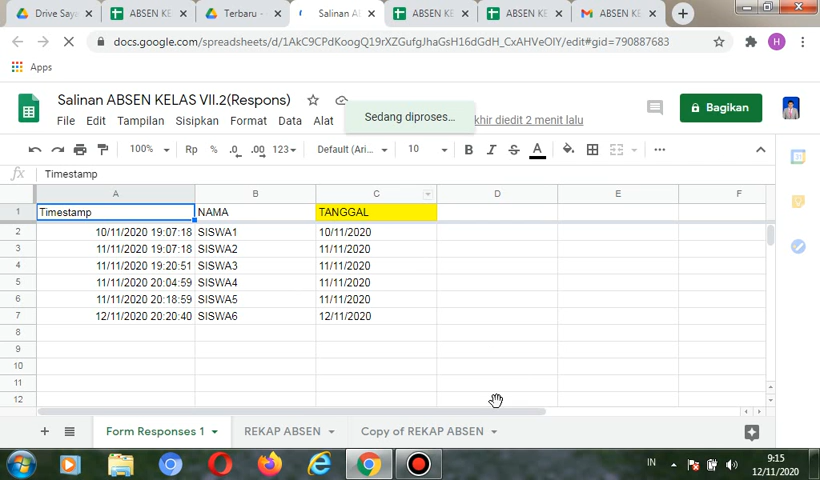 Drive Saya
ABSEN KE
Terbaru -
Salinan A
ABSEN KEL
ABSEN KEL
ABSEN KE
docs.google.com/spreadsheets/d/1AkC9CPdKoogQ19rXZGufgJhaGsH16dGdH_CxAHVeOIY/edit#gid=790887683
H
Apps
Salinan ABSEN KELAS VII.2(Respons)
File Edit Tampilan Sisipkan Format Data Alat
Sedang diproses...
khir diedit 2 menit lalu
Bagikan
100% Rp % .0 .00 123 Default (Ari... 10 B I S A
fx Timestamp
A B C D E F
1 Timestamp NAMA TANGGAL
2 10/11/2020 19:07:18 SISWA1 10/11/2020
3 11/11/2020 19:07:18 SISWA2 11/11/2020
4 11/11/2020 19:20:51 SISWA3 11/11/2020
5 11/11/2020 20:04:59 SISWA4 11/11/2020
6 11/11/2020 20:18:59 SISWA5 11/11/2020
7 12/11/2020 20:20:40 SISWA6 12/11/2020
8
9
10
11
12
Form Responses 1 REKAP ABSEN Copy of REKAP ABSEN
IN
9:15
12/11/2020